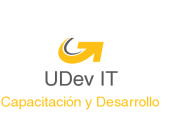 UDev IT
Capacitación y Desarrollo